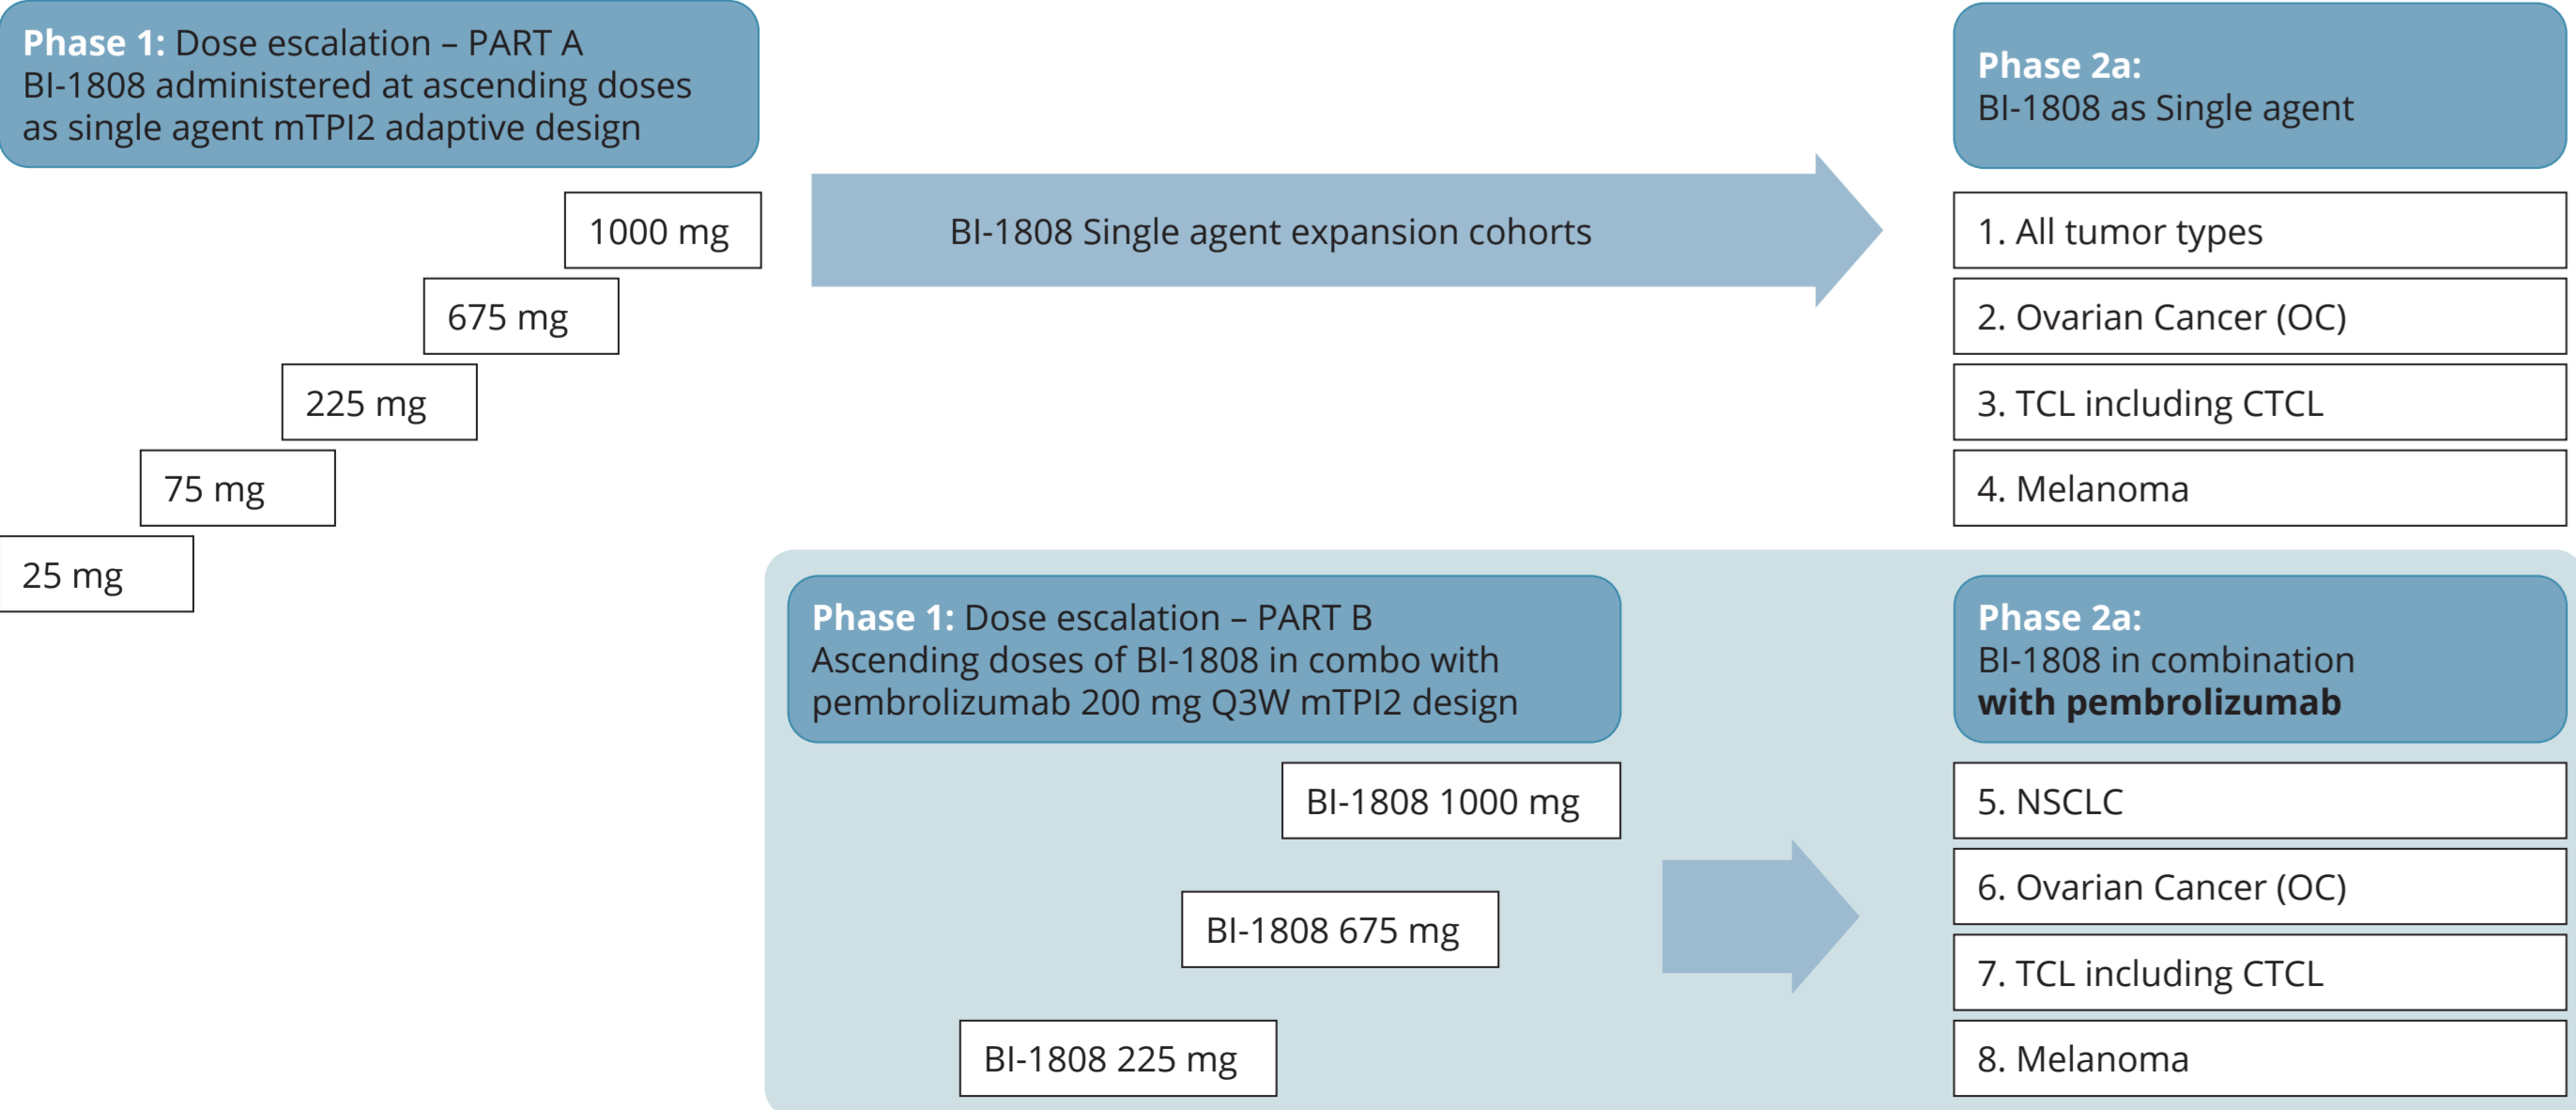 Phase 1: Dose escalation – PART A
BI-1808 administered at ascending doses
as single agent mTPI2 adaptive design
1000 mg
675 mg
225 mg
75 mg
25 mg
BI-1808 Single agent expansion cohorts
Phase 2a:
BI-1808 as Single agent
1. All tumor types
2. Ovarian Cancer (OC)
3. TCL including CTCL
4. Melanoma
Phase 1: Dose escalation – PART B
Ascending doses of BI-1808 in combo with
pembrolizumab 200 mg Q3W mTPI2 design
BI-1808 1000 mg
BI-1808 675 mg
BI-1808 225 mg
Phase 2a:
BI-1808 in combination
with pembrolizumab
5. NSCLC
6. Ovarian Cancer (OC)
7. TCL including CTCL
8. Melanoma